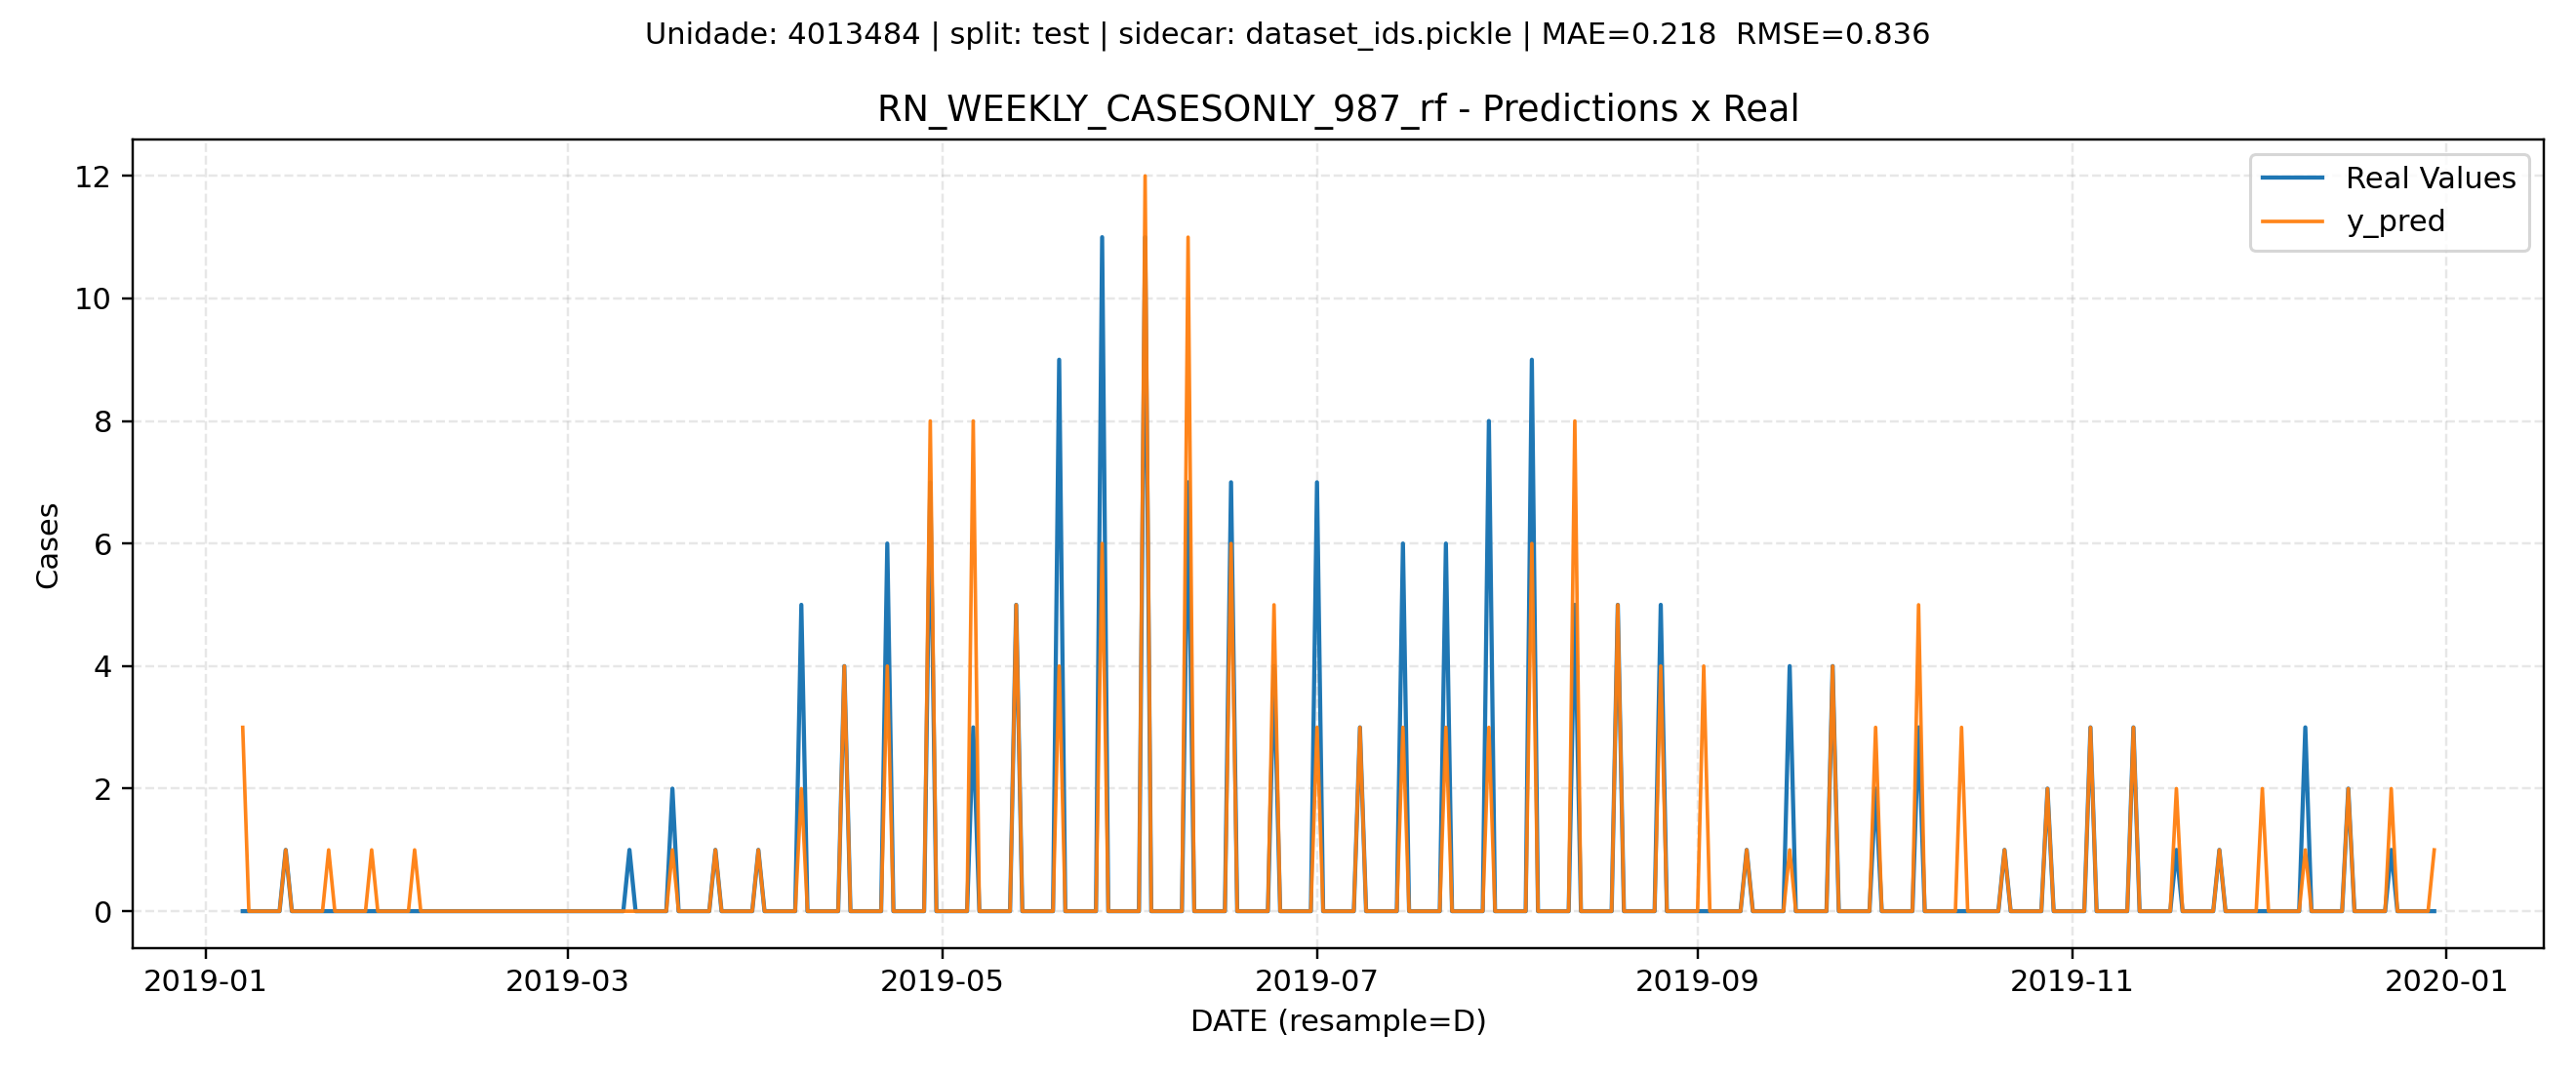 Unidade: 4013484 | split: test | sidecar: dataset_ids.pickle | MAE=0.218  RMSE=0.836
RN_WEEKLY_CASESONLY_987_rf - Predictions x Real
Real Values
y_pred
12
10
8
6
4
2
0
Cases
2019-01
2019-03
2019-05
2019-07
2019-09
2019-11
2020-01
DATE (resample=D)